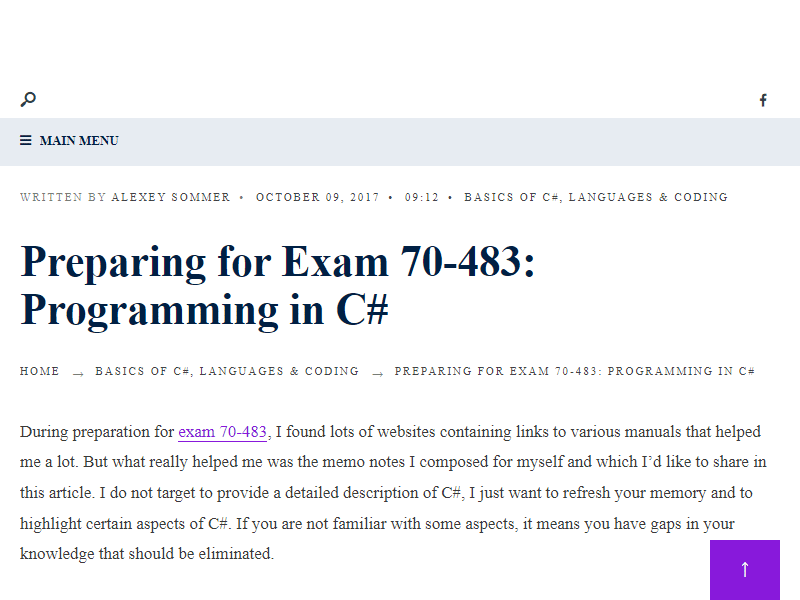 MAIN MENU
WRITTEN BY ALEXEY SOMMER • OCTOBER 09, 2017 • 09:12 • BASICS OF C#, LANGUAGES & CODING
Preparing for Exam 70-483:
Programming in C#
HOME → BASICS OF C#, LANGUAGES & CODING → PREPARING FOR EXAM 70-483: PROGRAMMING IN C#
During preparation for exam 70-483, I found lots of websites containing links to various manuals that helped
me a lot. But what really helped me was the memo notes I composed for myself and which I’d like to share in
this article. I do not target to provide a detailed description of C#, I just want to refresh your memory and to
highlight certain aspects of C#. If you are not familiar with some aspects, it means you have gaps in your
knowledge that should be eliminated.